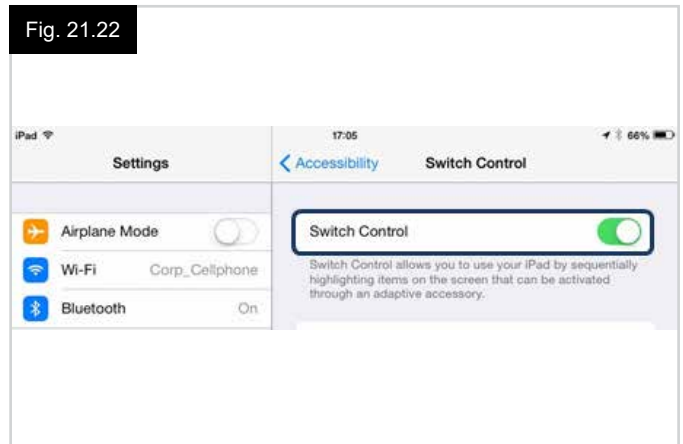 Fig. 21.22
iPad 17:05 66%
Settings
Accessibility Switch Control
Airplane Mode
Wi-Fi Corp_Cellphone
Bluetooth On
Switch Control
Switch Control allows you to use your iPad by sequentially
highlighting items on the screen that can be activated
through an adaptive accessory.